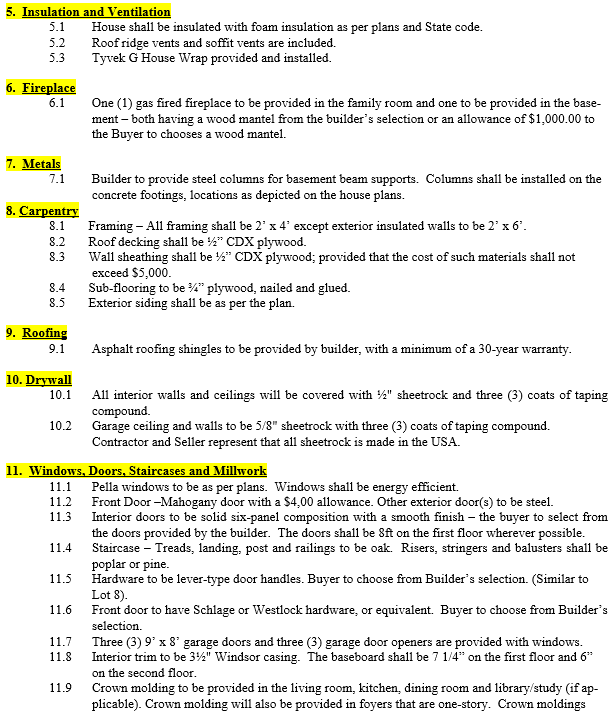 5. Insulation and Ventilation
5.1 House shall be insulated with foam insulation as per plans and State code.
5.2 Roof ridge vents and soffit vents are included.
5.3 Tyvek G House Wrap provided and installed.
6. Fireplace
6.1 One (1) gas fired fireplace to be provided in the family room and one to be provided in the base-
ment – both having a wood mantel from the builder’s selection or an allowance of $1,000.00 to
the Buyer to chooses a wood mantel.
7. Metals
7.1 Builder to provide steel columns for basement beam supports. Columns shall be installed on the
concrete footings, locations as depicted on the house plans.
8. Carpentry
8.1 Framing – All framing shall be 2’ x 4’ except exterior insulated walls to be 2’ x 6’.
8.2 Roof decking shall be ½” CDX plywood.
8.3 Wall sheathing shall be ½” CDX plywood; provided that the cost of such materials shall not
exceed $5,000.
8.4 Sub-flooring to be ¾” plywood, nailed and glued.
8.5 Exterior siding shall be as per the plan.
9. Roofing
9.1 Asphalt roofing shingles to be provided by builder, with a minimum of a 30-year warranty.
10. Drywall
10.1 All interior walls and ceilings will be covered with ½" sheetrock and three (3) coats of taping
compound.
10.2 Garage ceiling and walls to be 5/8" sheetrock with three (3) coats of taping compound.
Contractor and Seller represent that all sheetrock is made in the USA.
11. Windows, Doors, Staircases and Millwork
11.1 Pella windows to be as per plans. Windows shall be energy efficient.
11.2 Front Door –Mahogany door with a $4,00 allowance. Other exterior door(s) to be steel.
11.3 Interior doors to be solid six-panel composition with a smooth finish – the buyer to select from
the doors provided by the builder. The doors shall be 8ft on the first floor wherever possible.
11.4 Staircase – Treads, landing, post and railings to be oak. Risers, stringers and balusters shall be
poplar or pine.
11.5 Hardware to be lever-type door handles. Buyer to choose from Builder’s selection. (Similar to
Lot 8).
11.6 Front door to have Schlage or Westlock hardware, or equivalent. Buyer to choose from Builder’s
selection.
11.7 Three (3) 9’ x 8’ garage doors and three (3) garage door openers are provided with windows.
11.8 Interior trim to be 3½" Windsor casing. The baseboard shall be 7 1/4” on the first floor and 6”
on the second floor.
11.9 Crown molding to be provided in the living room, kitchen, dining room and library/study (if ap-
plicable). Crown molding will also be provided in foyers that are one-story. Crown moldings